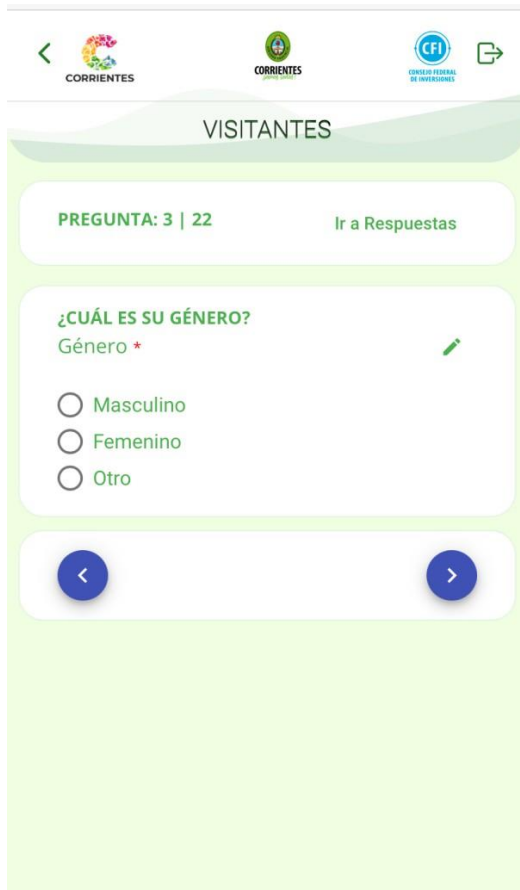 CORRIENTES
CORRIENTES
CFI
CONSEJO FEDERAL
DE INVERSIONES
VISITANTES
PREGUNTA: 3 | 22
Ir a Respuestas
¿CUÁL ES SU GÉNERO?
Género *
Masculino
Femenino
Otro